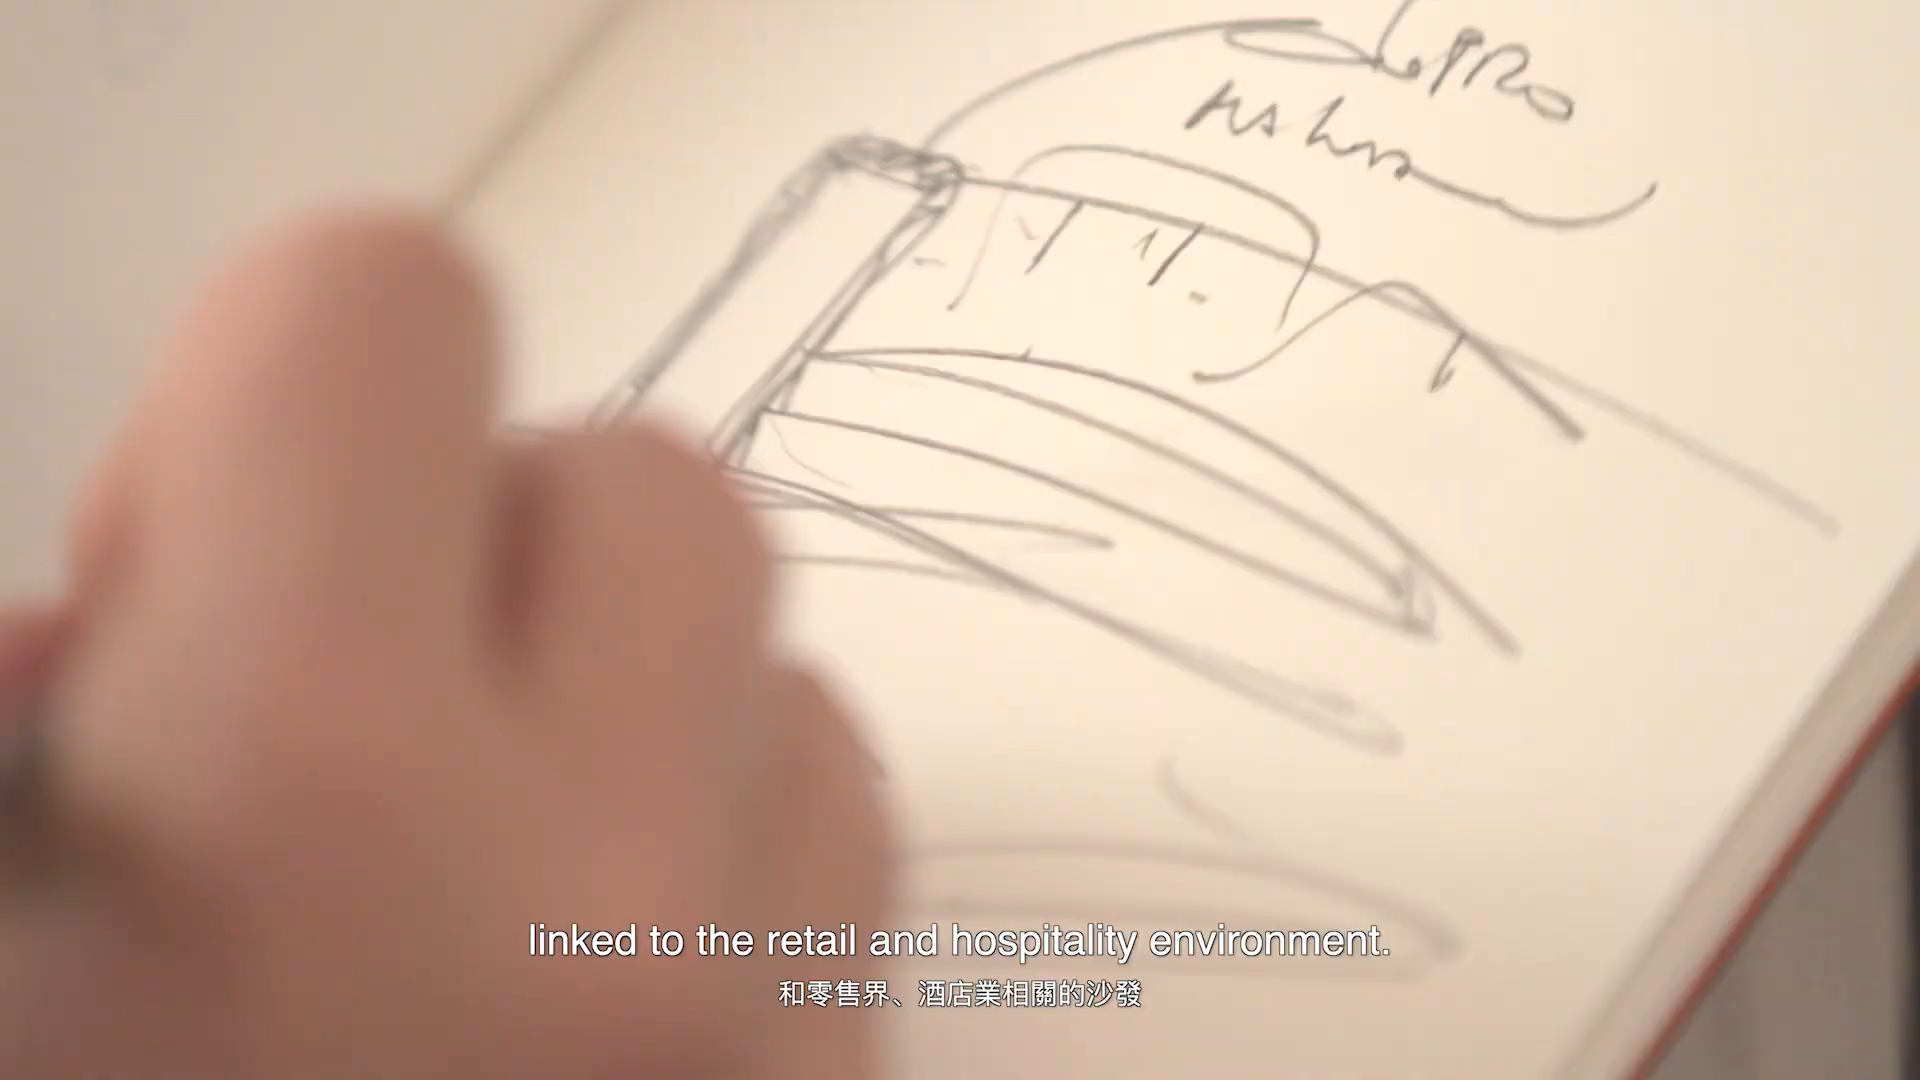 linked to the retail and hospitality environment.
和零售界、酒店業相關的沙發